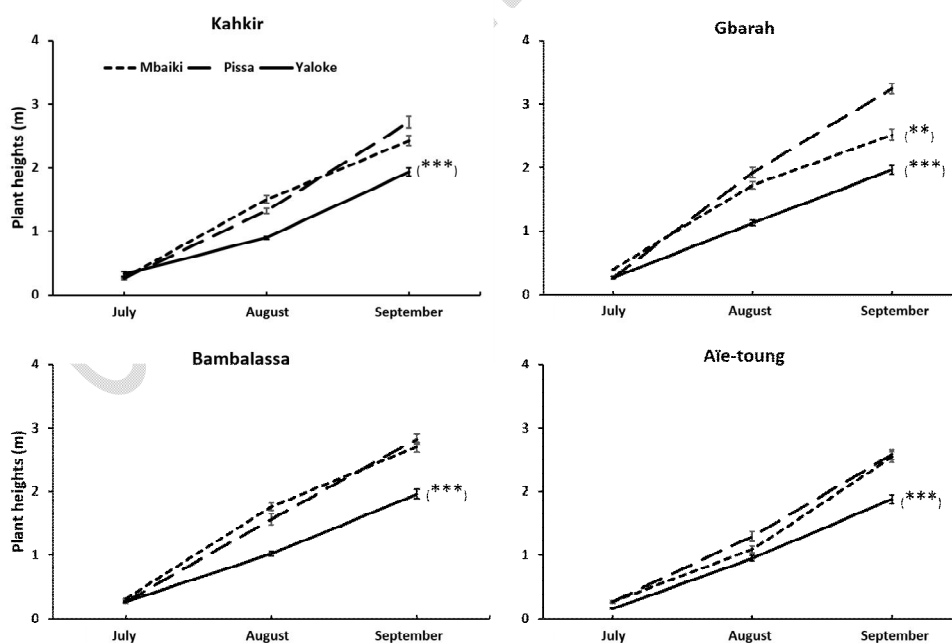 Kahkir
Plant heights (m)
4
3
2
1
0
Mbaiki Pissa Yaloke
(***)
July August September
Gbarah
4
3
2
1
0
(**)
(***)
July August September
Bambalassa
Plant heights (m)
4
3
2
1
0
(***)
July August September
Aïe-toung
4
3
2
1
0
(***)
July August September